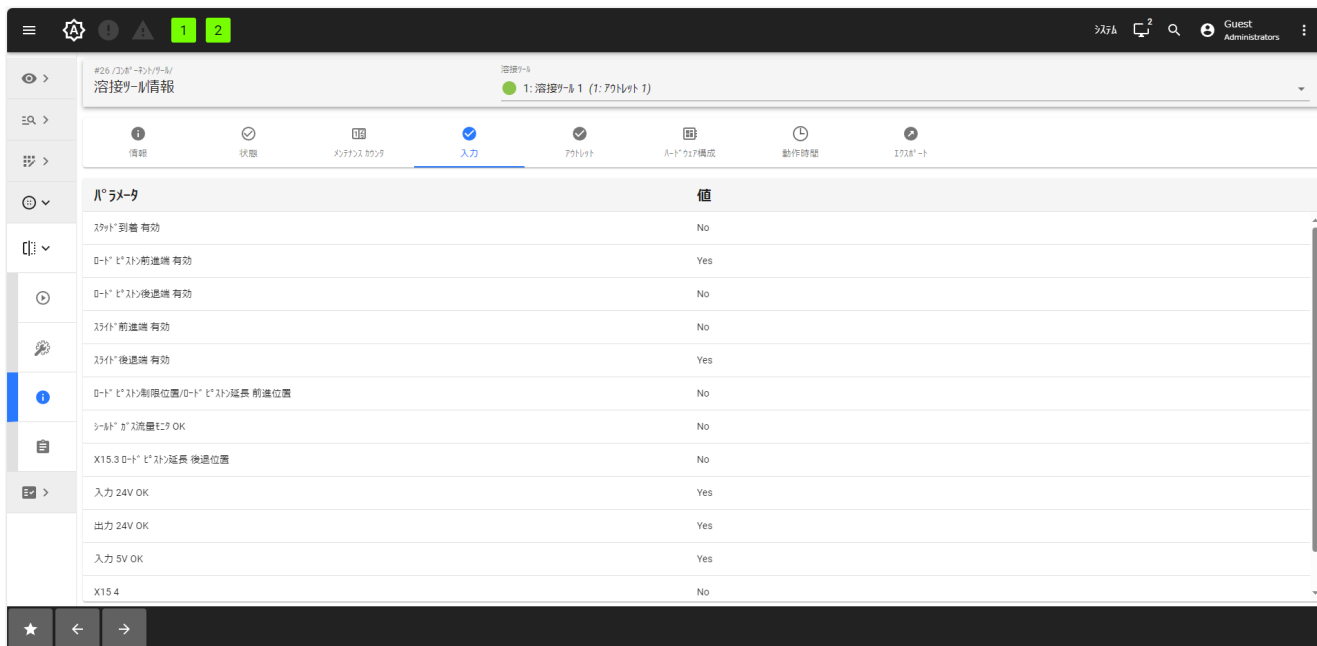 1 2 ｼｽﾃﾑ 2 Guest
Administrators
#26 /ｺﾝﾎﾟｰﾈﾝﾄ/ﾂｰﾙ/
溶接ﾂｰﾙ情報
溶接ﾂｰﾙ
1: 溶接ﾂｰﾙ 1 (1: ｱｳﾄﾚｯﾄ 1)
情報 状態 ﾒﾝﾃﾅﾝｽ ｶｳﾝﾀ 入力 ｱｳﾄﾚｯﾄ ﾊｰﾄﾞｳｪｱ構成 動作時間 ｴｸｽﾎﾟｰﾄ
ﾊﾟﾗﾒｰﾀ 値
ｽﾀｯﾄﾞ到着 有効 No
ﾛｰﾄﾞ ﾋﾟｽﾄﾝ前進端 有効 Yes
ﾛｰﾄﾞ ﾋﾟｽﾄﾝ後退端 有効 No
ｽﾗｲﾄﾞ前進端 有効 No
ｽﾗｲﾄﾞ後退端 有効 Yes
ﾛｰﾄﾞ ﾋﾟｽﾄﾝ制限位置/ﾛｰﾄﾞ ﾋﾟｽﾄﾝ延長 前進位置 No
ｼｰﾙﾄﾞ ｶﾞｽ流量ﾓﾆﾀ OK No
X15.3 ﾛｰﾄﾞ ﾋﾟｽﾄﾝ延長 後退位置 No
入力 24V OK Yes
出力 24V OK Yes
入力 5V OK Yes
X15 4 No